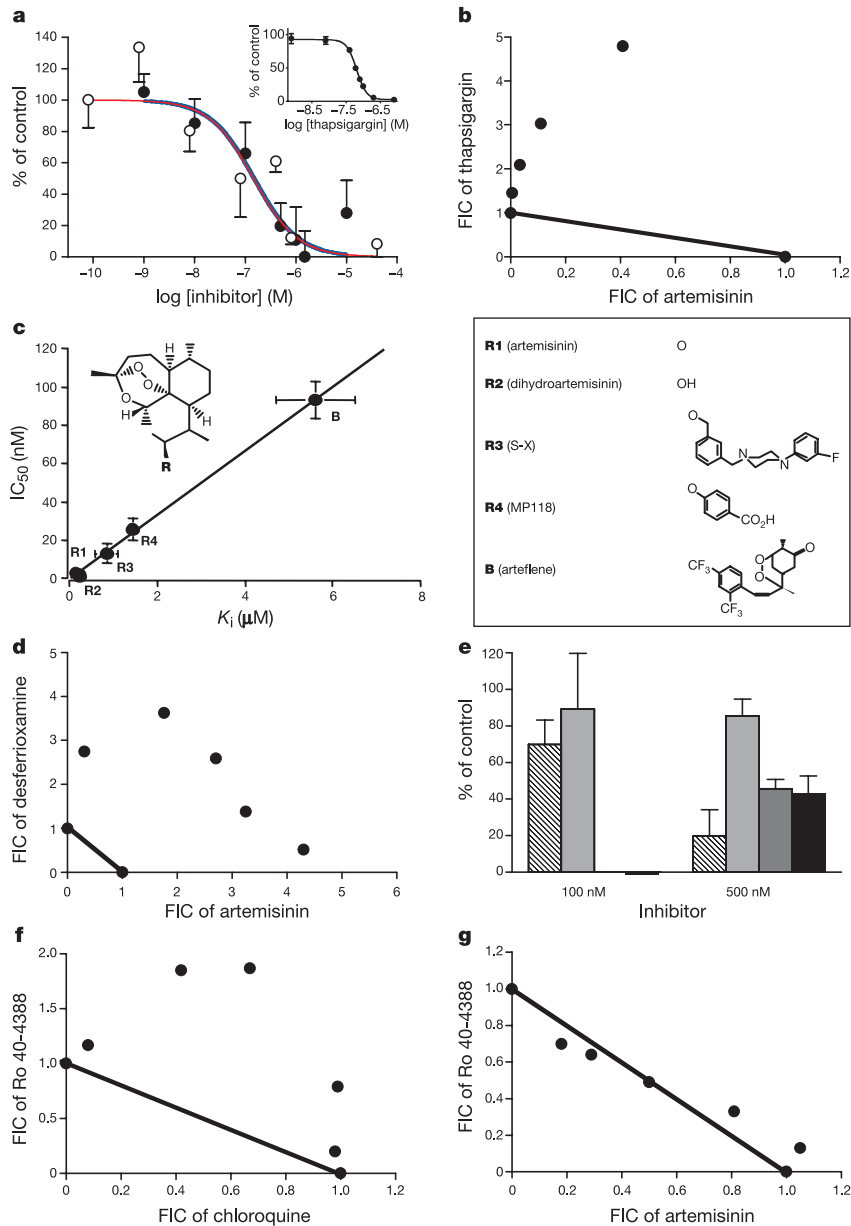 a
140
120
100
80
60
40
20
0
% of control
–10
–9
–8
–7
–6
–5
–4
log [inhibitor] (M)
100
50
0
% of control
–8.5
–7.5
–6.5
log [thapsigargin] (M)
b
5
4
3
2
1
0
FIC of thapsigargin
0
0.2
0.4
0.6
0.8
1.0
1.2
FIC of artemisinin
c
120
100
80
60
40
20
0
IC50 (nM)
0
2
4
6
8
Ki (μM)
H
O
O
O
H
H
R
B
R1
R4
R3
R2
R1 (artemisinin)
O
R2 (dihydroartemisinin)
OH
R3 (S-X)
O
N
N
F
R4 (MP118)
O
CO2H
B (arteflene)
CF3
O
O
O
CF3
d
5
4
3
2
1
0
FIC of desferrioxamine
0
1
2
3
4
5
6
FIC of artemisinin
e
120
100
80
60
40
20
0
% of control
100 nM
500 nM
Inhibitor
f
2.0
1.5
1.0
0.5
0
FIC of Ro 40-4388
0
0.2
0.4
0.6
0.8
1.0
1.2
FIC of chloroquine
g
1.2
1.0
0.8
0.6
0.4
0.2
0
FIC of Ro 40-4388
0
0.2
0.4
0.6
0.8
1.0
1.2
FIC of artemisinin